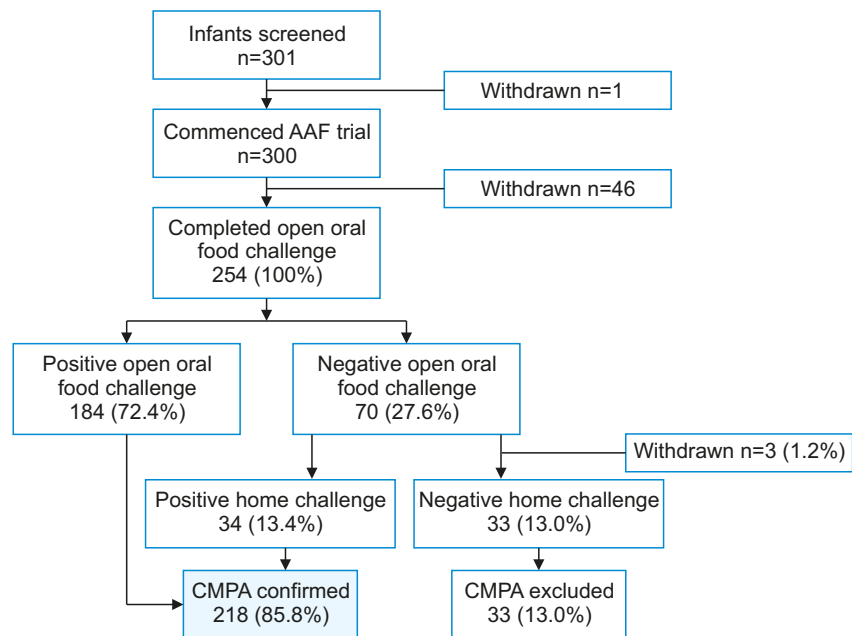 Infants screened
n=301
Withdrawn n=1
Commenced AAF trial
n=300
Withdrawn n=46
Completed open oral
food challenge
254 (100%)
Positive open oral
food challenge
184 (72.4%)
Negative open oral
food challenge
70 (27.6%)
Withdrawn n=3 (1.2%)
Positive home challenge
34 (13.4%)
Negative home challenge
33 (13.0%)
CMPA confirmed
218 (85.8%)
CMPA excluded
33 (13.0%)